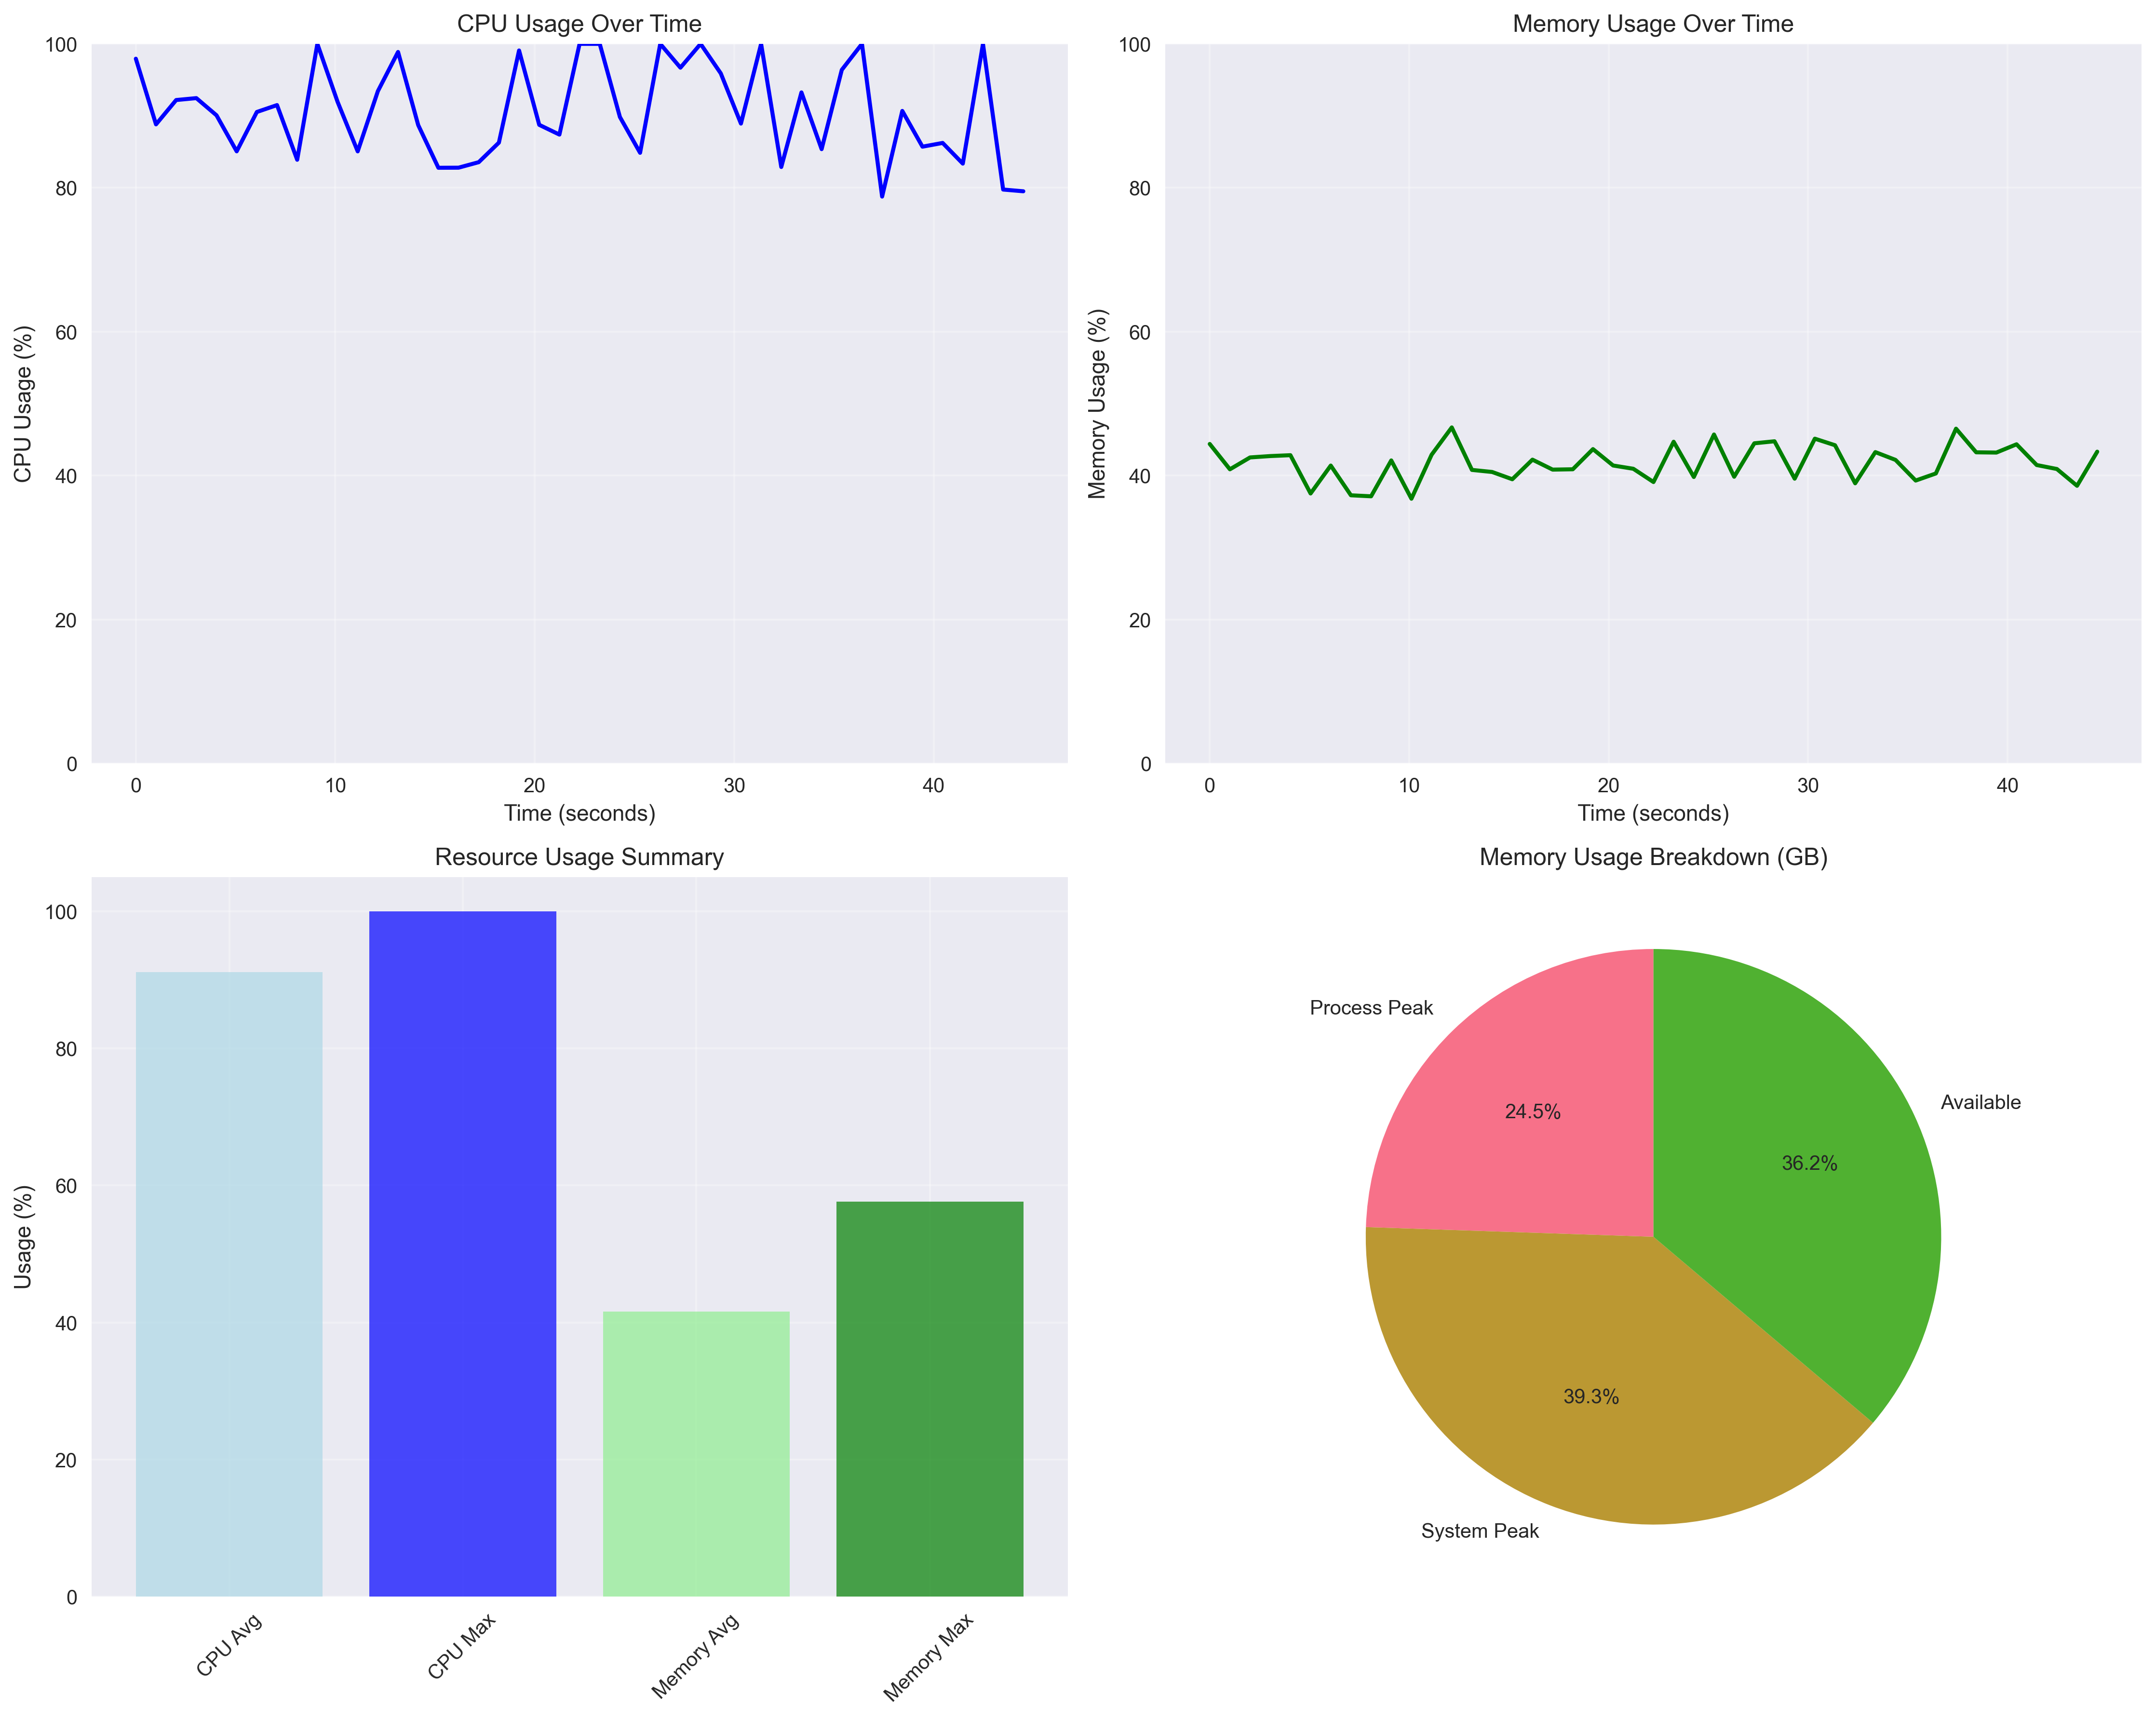 CPU Usage Over Time
100
80
60
40
20
0
CPU Usage (%)
0 10 20 30 40
Time (seconds)
Memory Usage Over Time
100
80
60
40
20
0
Memory Usage (%)
0 10 20 30 40
Time (seconds)
Resource Usage Summary
100
80
60
40
20
0
Usage (%)
CPU Avg
CPU Max
Memory Avg
Memory Max
Memory Usage Breakdown (GB)
Process Peak
24.5%
Available
36.2%
39.3%
System Peak